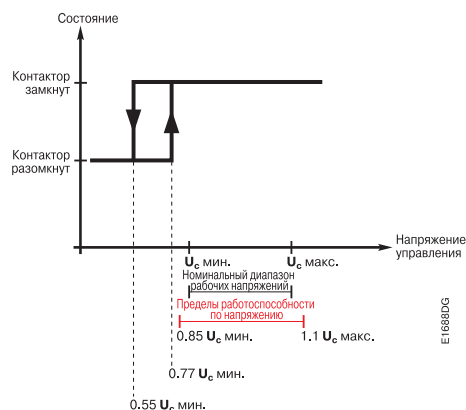 Состояние
Контактор
замкнут
Контактор
разомкнут
Напряжение
управления
Uc мин.
Uc макс.
Номинальный диапазон
рабочих напряжений
Пределы работоспособности
по напряжению
0.85 Uc мин.
1.1 Uc макс.
0.77 Uc мин.
0.55 Uc мин.
E1688DG